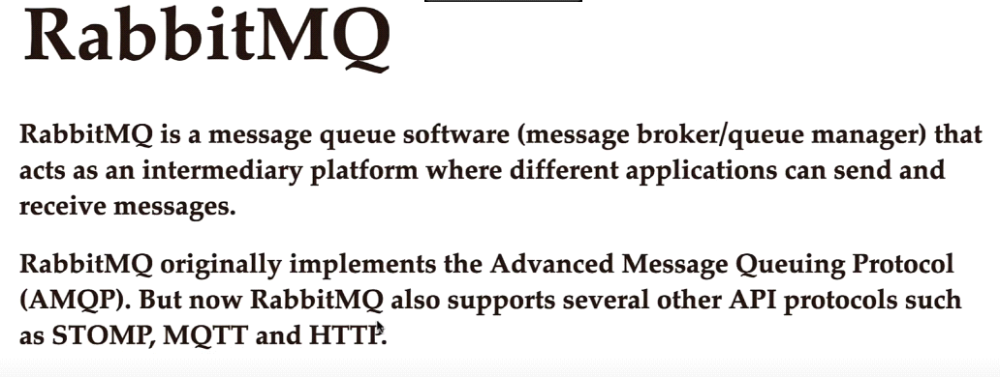 RabbitMQ
RabbitMQ is a message queue software (message broker/queue manager) that
acts as an intermediary platform where different applications can send and
receive messages.
RabbitMQ originally implements the Advanced Message Queuing Protocol
(AMQP). But now RabbitMQ also supports several other API protocols such
as STOMP, MQTT and HTTP.